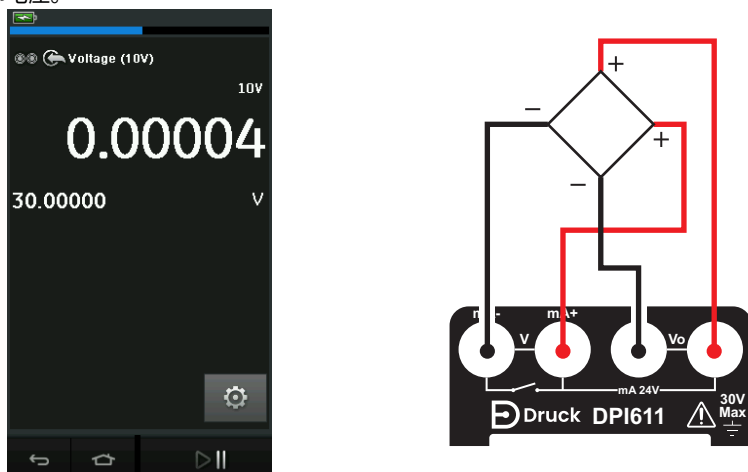 Voltage (10V)
10V
0.00004
30.00000 V
+
−
+
−
mA+
V
Vo
mA 24V
Druck DPI611
30V
Max